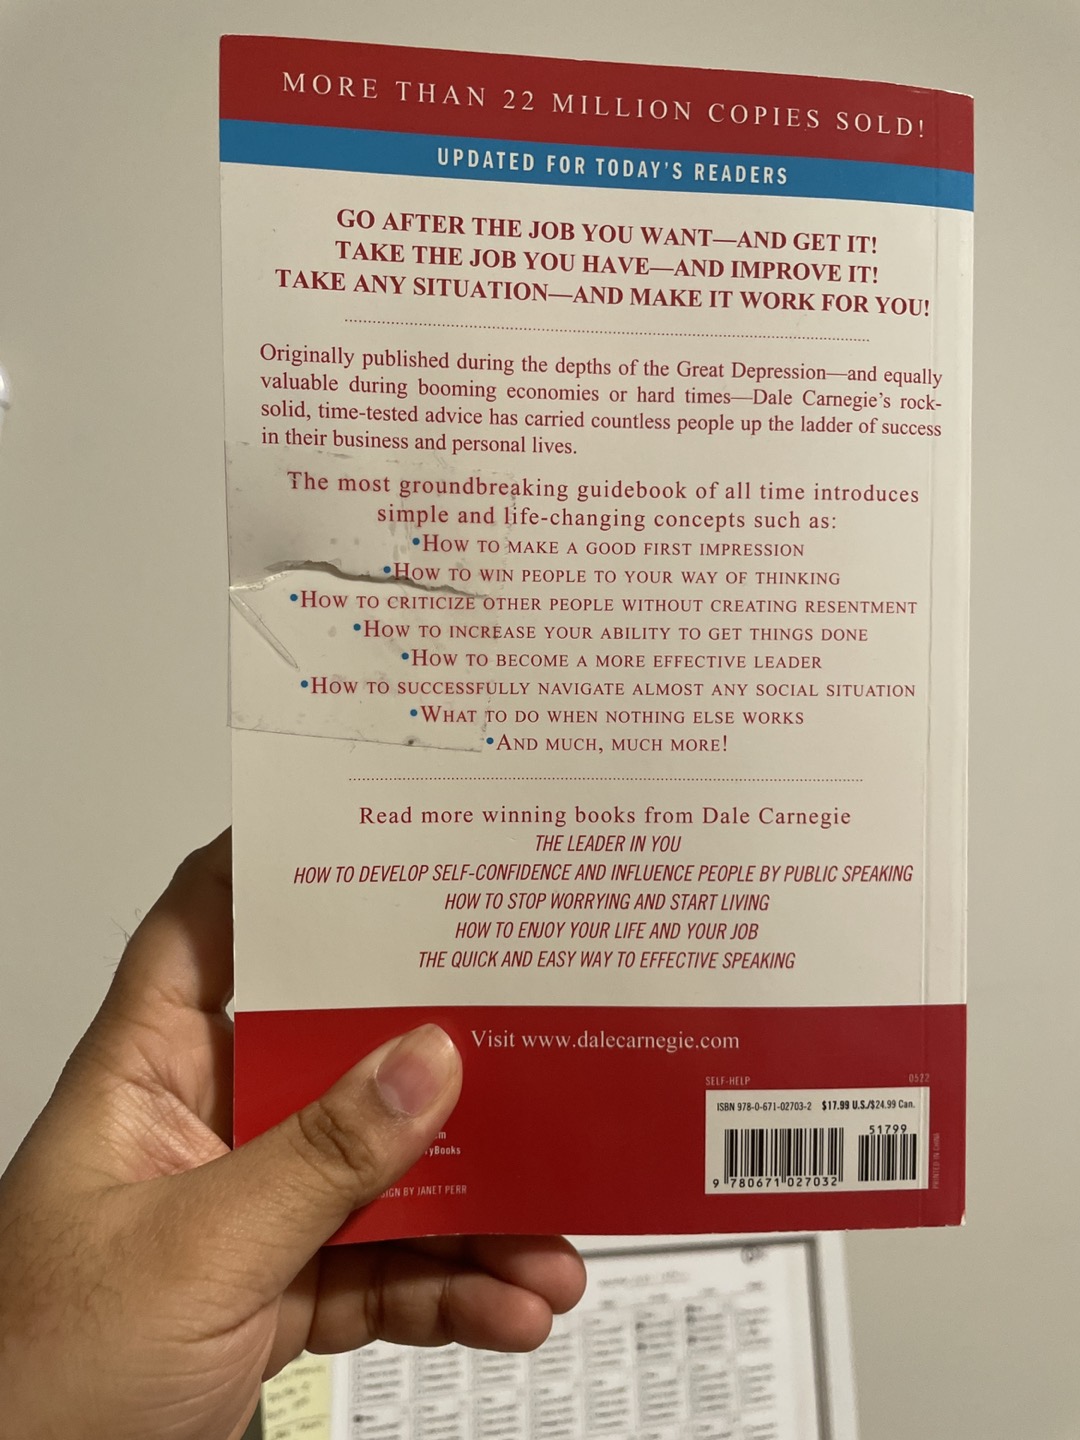 MORE THAN 22 MILLION COPIES SOLD!
UPDATED FOR TODAY'S READERS
GO AFTER THE JOB YOU WANT—AND GET IT!
TAKE THE JOB YOU HAVE—AND IMPROVE IT!
TAKE ANY SITUATION—AND MAKE IT WORK FOR YOU!
Originally published during the depths of the Great Depression—and equally
valuable during booming economies or hard times—Dale Carnegie's rock-
solid, time-tested advice has carried countless people up the ladder of success
in their business and personal lives.
The most groundbreaking guidebook of all time introduces
simple and life-changing concepts such as:
•HOW TO MAKE A GOOD FIRST IMPRESSION
•HOW TO WIN PEOPLE TO YOUR WAY OF THINKING
•HOW TO CRITICIZE OTHER PEOPLE WITHOUT CREATING RESENTMENT
•HOW TO INCREASE YOUR ABILITY TO GET THINGS DONE
•HOW TO BECOME A MORE EFFECTIVE LEADER
•HOW TO SUCCESSFULLY NAVIGATE ALMOST ANY SOCIAL SITUATION
•WHAT TO DO WHEN NOTHING ELSE WORKS
•AND MUCH, MUCH MORE!
Read more winning books from Dale Carnegie
THE LEADER IN YOU
HOW TO DEVELOP SELF-CONFIDENCE AND INFLUENCE PEOPLE BY PUBLIC SPEAKING
HOW TO STOP WORRYING AND START LIVING
HOW TO ENJOY YOUR LIFE AND YOUR JOB
THE QUICK AND EASY WAY TO EFFECTIVE SPEAKING
Visit www.dalecarnegie.com
SELF-HELP 0522
ISBN 978-0-671-02703-2 $17.99 U.S./$24.99 Can.
51799
9 780671 027032
PRINTED IN CHINA
BY JANET PERR